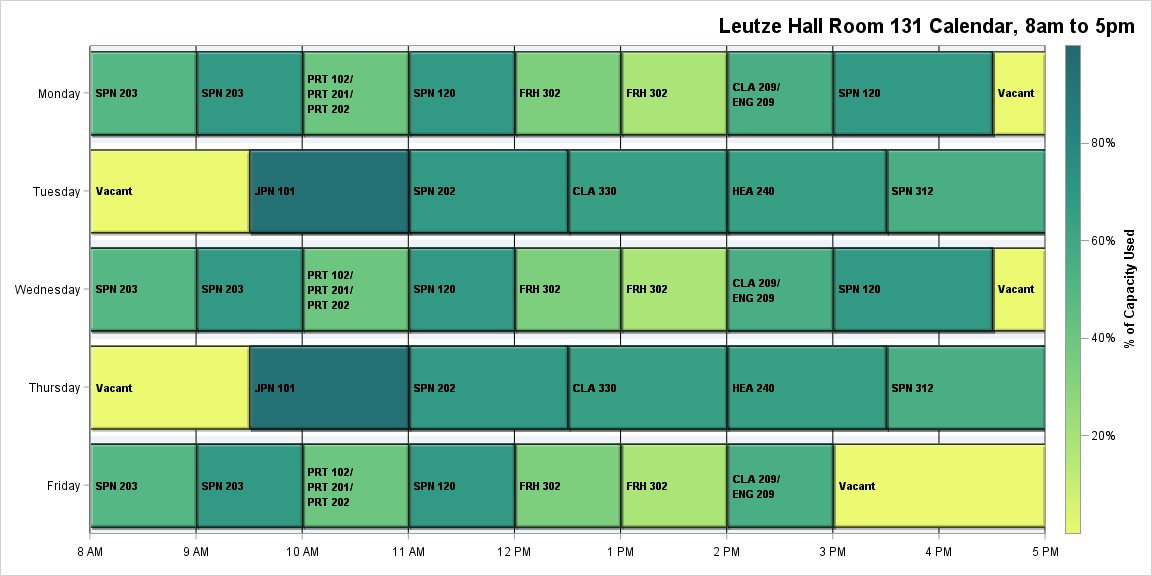 Leutze Hall Room 131 Calendar, 8am to 5pm
Monday
SPN 203
SPN 203
PRT 102/
PRT 201/
PRT 202
SPN 120
FRH 302
FRH 302
CLA 209/
ENG 209
SPN 120
Vacant
Tuesday
Vacant
JPN 101
SPN 202
CLA 330
HEA 240
SPN 312
Wednesday
SPN 203
SPN 203
PRT 102/
PRT 201/
PRT 202
SPN 120
FRH 302
FRH 302
CLA 209/
ENG 209
SPN 120
Vacant
Thursday
Vacant
JPN 101
SPN 202
CLA 330
HEA 240
SPN 312
Friday
SPN 203
SPN 203
PRT 102/
PRT 201/
PRT 202
SPN 120
FRH 302
FRH 302
CLA 209/
ENG 209
Vacant
8 AM
9 AM
10 AM
11 AM
12 PM
1 PM
2 PM
3 PM
4 PM
5 PM
80%
60%
40%
20%
% of Capacity Used